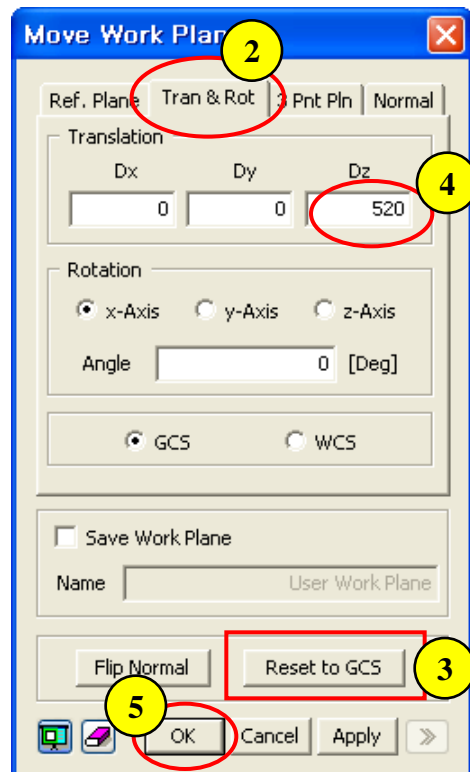 Move Work Plan
2
Ref. Plane Tran & Rot 3 Pnt Pln Normal
Translation
Dx Dy Dz
4
0 0 520
Rotation
x-Axis y-Axis z-Axis
Angle 0 [Deg]
GCS WCS
Save Work Plane
Name User Work Plane
Flip Normal Reset to GCS 3
5
OK Cancel Apply